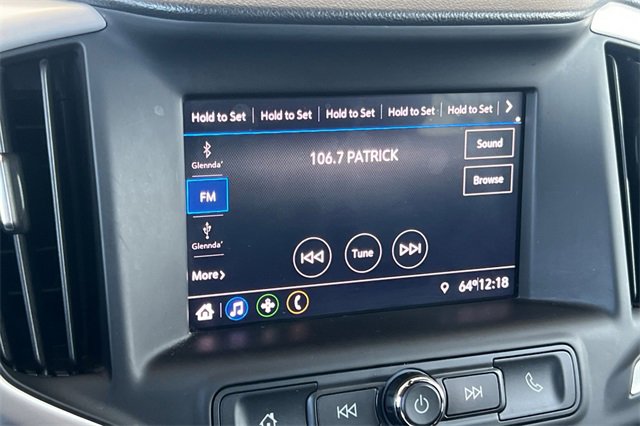 Hold to Set Hold to Set Hold to Set Hold to Set Hold to Set
Glennda'
106.7 PATRICK
Sound
FM
Browse
Glennda'
Tune
More
64° 12:18